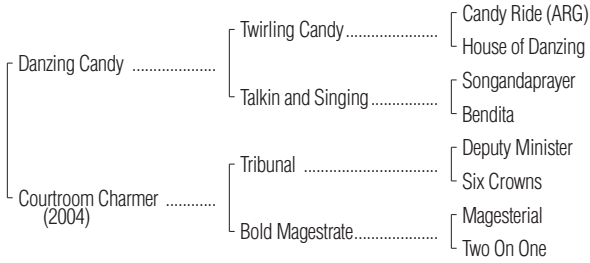 Candy Ride (ARG)
Twirling Candy....................
House of Danzing
Danzing Candy ..................
Songandaprayer
Talkin and Singing...............
Bendita
Deputy Minister
Tribunal .............................
Six Crowns
Courtroom Charmer ...........
(2004)
Magesterial
Bold Magestrate..................
Two On One